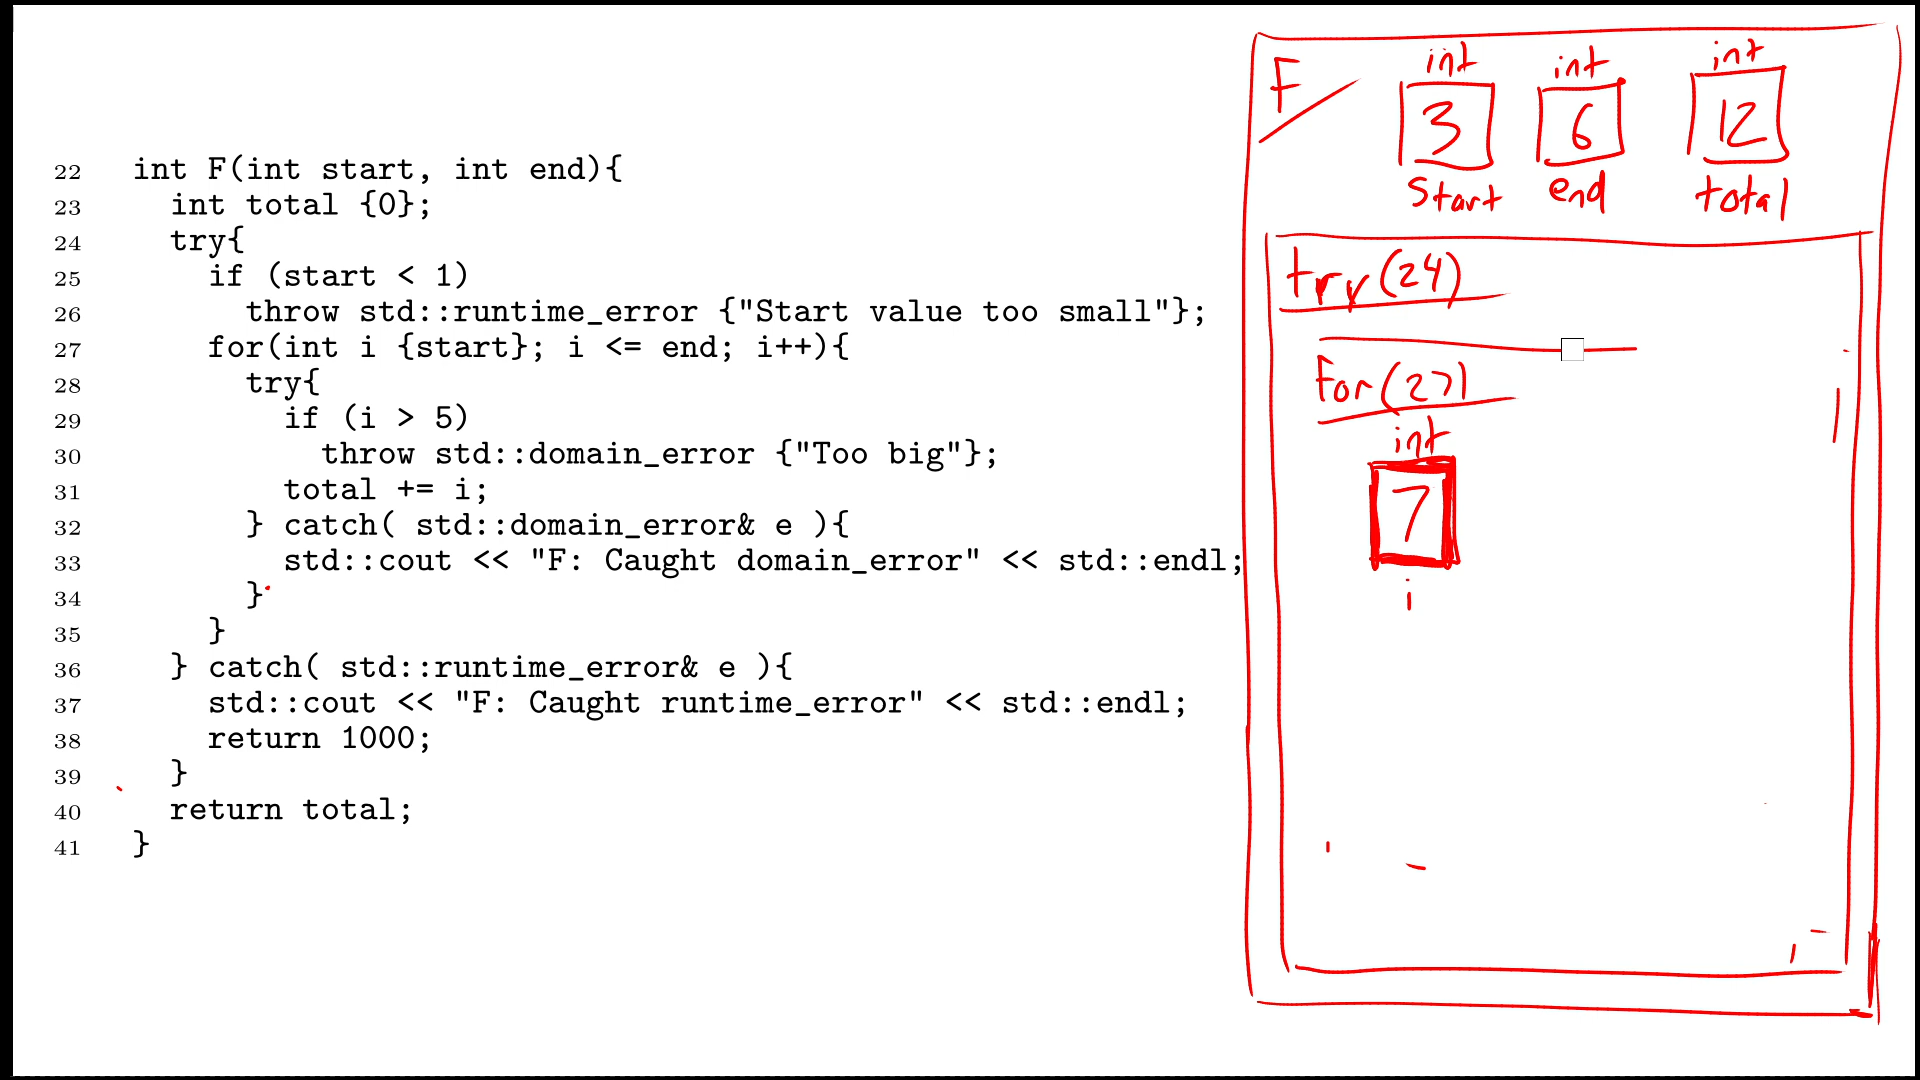 22 int F(int start, int end){
23 int total {0};
24 try{
25 if (start < 1)
26 throw std::runtime_error {"Start value too small"};
27 for(int i {start}; i <= end; i++){
28 try{
29 if (i > 5)
30 throw std::domain_error {"Too big"};
31 total += i;
32 } catch( std::domain_error& e ){
33 std::cout << "F: Caught domain_error" << std::endl;
34 }
35 }
36 } catch( std::runtime_error& e ){
37 std::cout << "F: Caught runtime_error" << std::endl;
38 return 1000;
39 }
40 return total;
41 }
F
int int int
3 6 12
Start end total
try(24)
for(27)
int
7
i